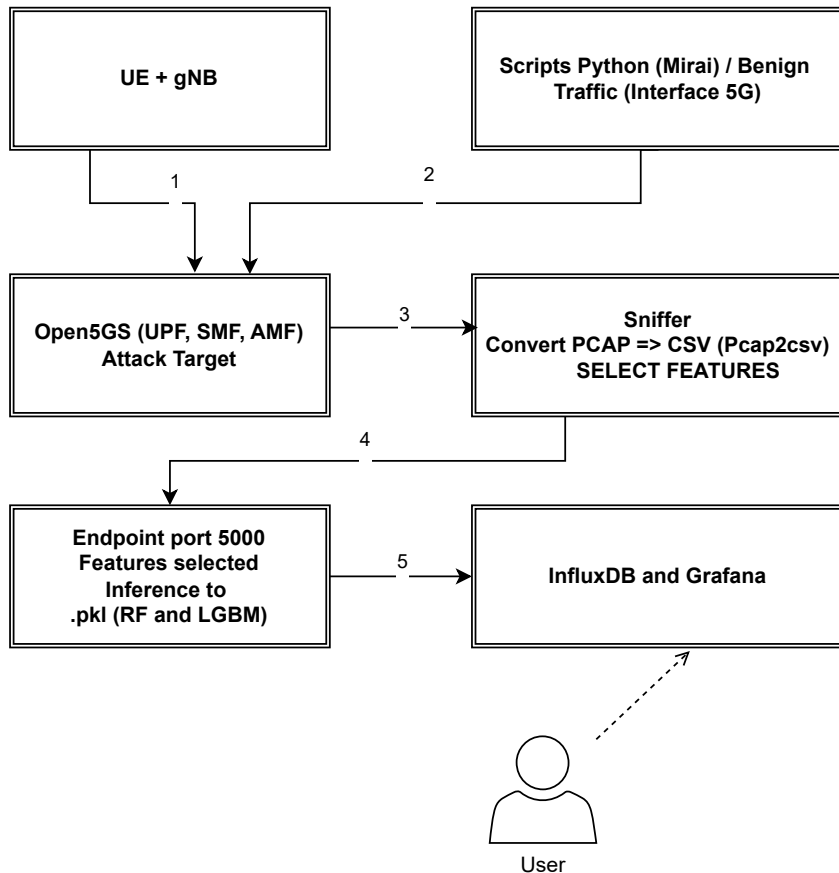 UE + gNB
Scripts Python (Mirai) / Benign
Traffic (Interface 5G)
1
2
Open5GS (UPF, SMF, AMF)
Attack Target
3
Sniffer
Convert PCAP => CSV (Pcap2csv)
SELECT FEATURES
4
Endpoint port 5000
Features selected
Inference to
.pkl (RF and LGBM)
5
InfluxDB and Grafana
User